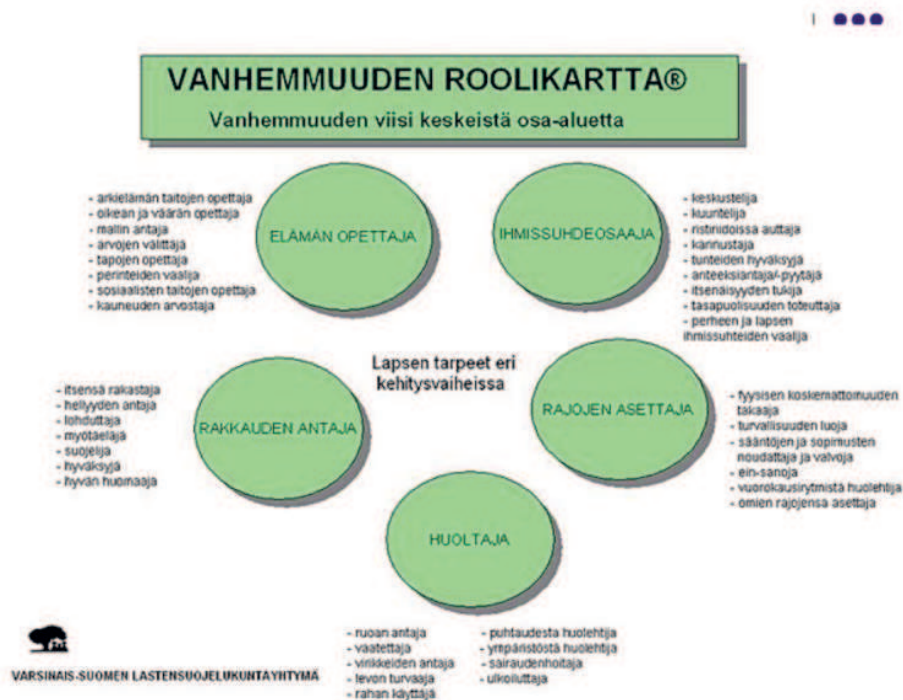 VANHEMMUUDEN ROOLIKARTTA®
Vanhemmuuden viisi keskeistä osa-aluetta
- arkielämän taitojen opettaja
- oikean ja väärän opettaja
- mallin antaja
- arvojen välittäjä
- tapojen opettaja
- perinteiden vaalija
- sosiaalisten taitojen opettaja
- kauneuden arvostaja
ELÄMÄN OPETTAJA
IHMISSUHDEOSAAJA
- keskustelija
- kuuntelija
- ristiriidoissa auttaja
- kannustaja
- tunteiden hyväksyjä
- anteeksiantaja/-pyytäjä
- itsenäisyyden tukija
- tasapuolisuuden toteuttaja
- perheen ja lapsen
ihmissuhteiden vaalija
Lapsen tarpeet eri
kehitysvaiheissa
- itsensä rakastaja
- hellyyden antaja
- lohduttaja
- myötäeläjä
- suojelija
- hyväksyjä
- hyvän huomaaja
RAKKAUDEN ANTAJA
RAJOJEN ASETTAJA
- fyysisen koskemattomuuden
takaaja
- turvallisuuden luoja
- sääntöjen ja sopimusten
noudattaja ja valvoja
- ein-sanoja
- vuorokausirytmistä huolehtija
- omien rajojensa asettaja
HUOLTAJA
- ruoan antaja
- vaatettaja
- virikkeiden antaja
- levon turvaaja
- rahan käyttäjä
- puhtaudesta huolehtija
- ympäristöstä huolehtija
- sairaudenhoitaja
- ulkoiluttaja
VARSINAIS-SUOMEN LASTENSUOJELUKUNTAYHTYMÄ